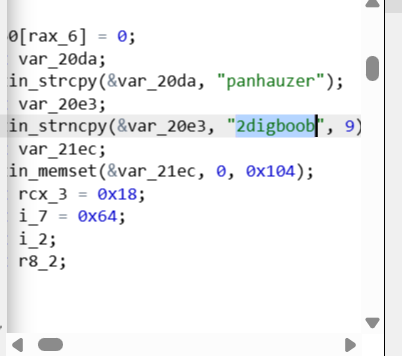 0[rax_6] = 0;
var_20da;
in_strcpy(&var_20da, "panhauzer");
var_20e3;
in_strncpy(&var_20e3, "2digboob", 9)
var_21ec;
in_memset(&var_21ec, 0, 0x104);
rcx_3 = 0x18;
i_7 = 0x64;
i_2;
r8_2;